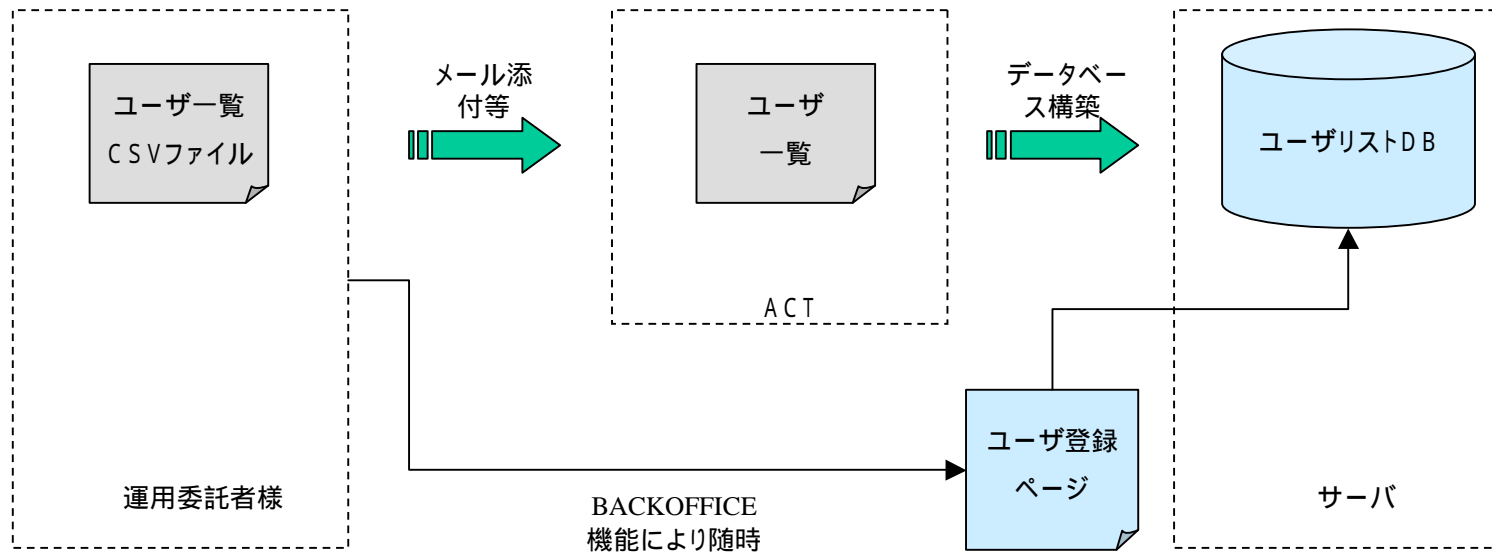 ユーザ一覧
ＣＳＶファイル
メール添
付等
ユーザ
一覧
データベー
ス構築
ユーザリストＤＢ
ＡＣＴ
運用委託者様
BACKOFFICE
機能により随時
ユーザ登録
ページ
サーバ